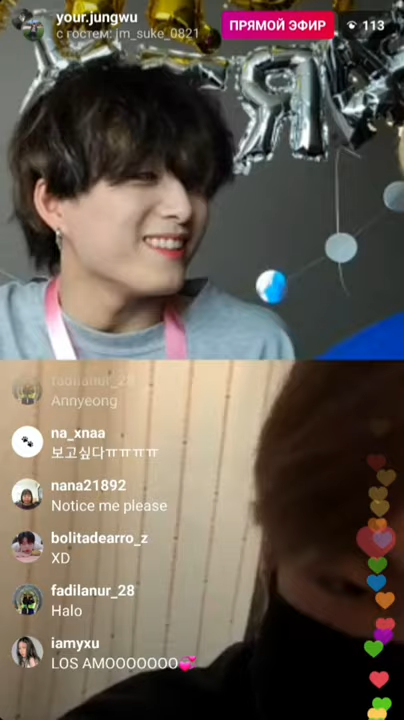 your.jungwu
с гостем: jm_suke_0821
ПРЯМОЙ ЭФИР
113
fadilanur_28
Annyeong
na_xnaa
보고싶다ㅠㅠㅠㅠ
nana21892
Notice me please
bolitadearro_z
XD
fadilanur_28
Halo
iamyxu
LOS AMOOOOOOO💞